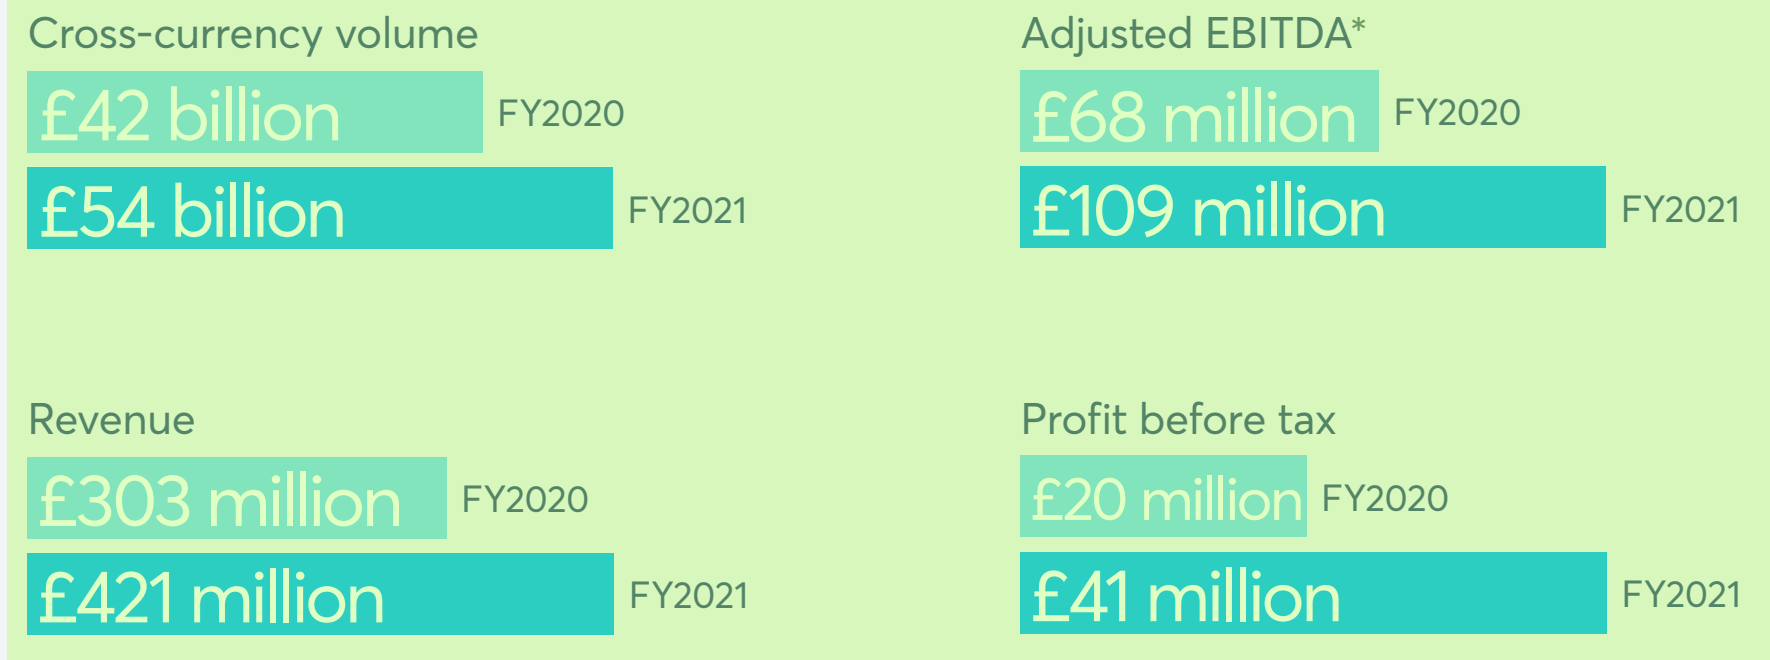 Cross-currency volume
£42 billion FY2020
£54 billion FY2021
Adjusted EBITDA*
£68 million FY2020
£109 million FY2021
Revenue
£303 million FY2020
£421 million FY2021
Profit before tax
£20 million FY2020
£41 million FY2021